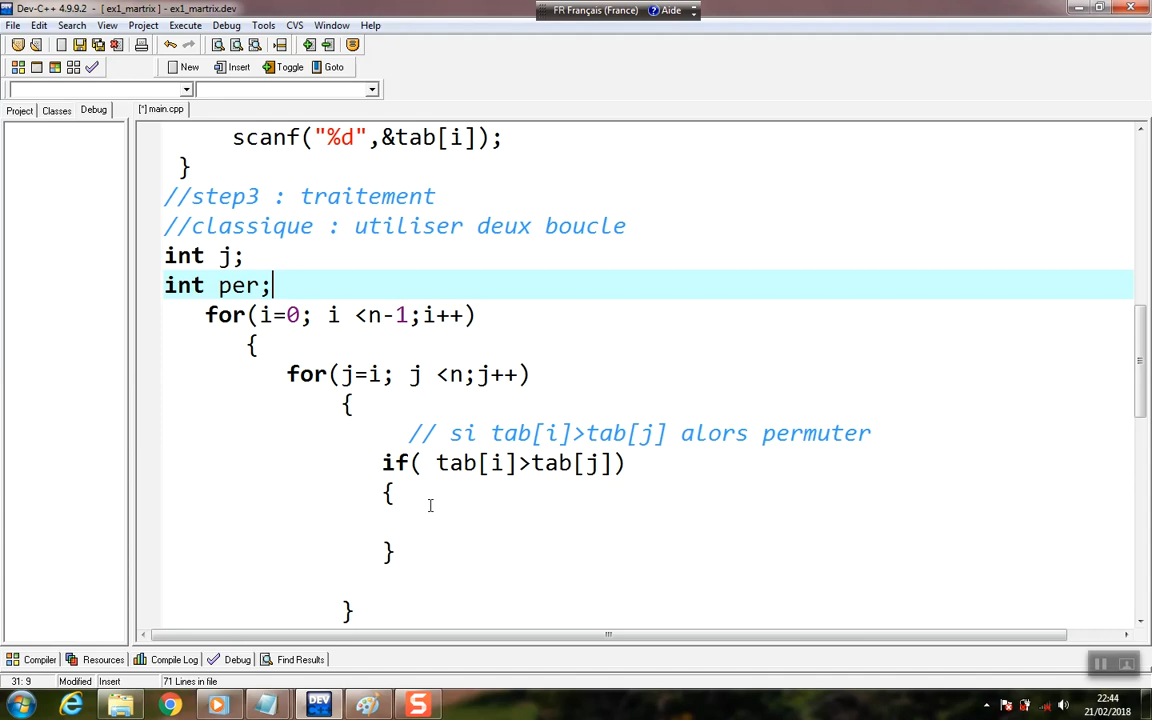 Dev-C++ 4.9.9.2 - [ ex1_martrix ] - ex1_martrix.dev
FR Français (France) Aide
File Edit Search View Project Execute Debug Tools CVS Window Help
New Insert Toggle Goto
Project Classes Debug [*] main.cpp
scanf("%d",&tab[i]);
}
//step3 : traitement
//classique : utiliser deux boucle
int j;
int per;
for(i=0; i <n-1;i++)
{
for(j=i; j <n;j++)
{
// si tab[i]>tab[j] alors permuter
if( tab[i]>tab[j])
{
}
}
Compiler Resources Compile Log Debug Find Results
31: 9 Modified Insert 71 Lines in file
DEV
S
22:44
21/02/2018